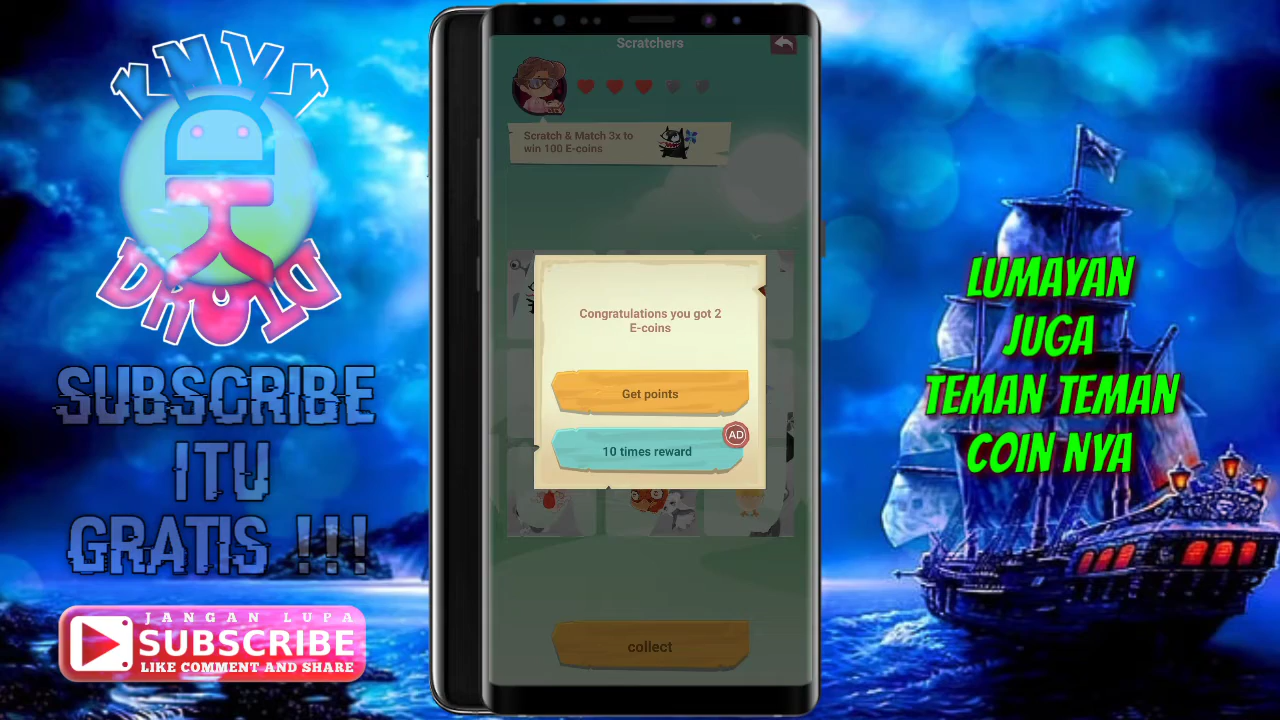 SUBSCRIBE
ITU
GRATIS !!!
JANGAN LUPA
SUBSCRIBE
LIKE COMMENT AND SHARE
Scratchers
Scratch & Match 3x to
win 100 E-coins
Congratulations you got 2
E-coins
Get points
AD
10 times reward
collect
LUMAYAN
JUGA
TEMAN TEMAN
COIN NYA